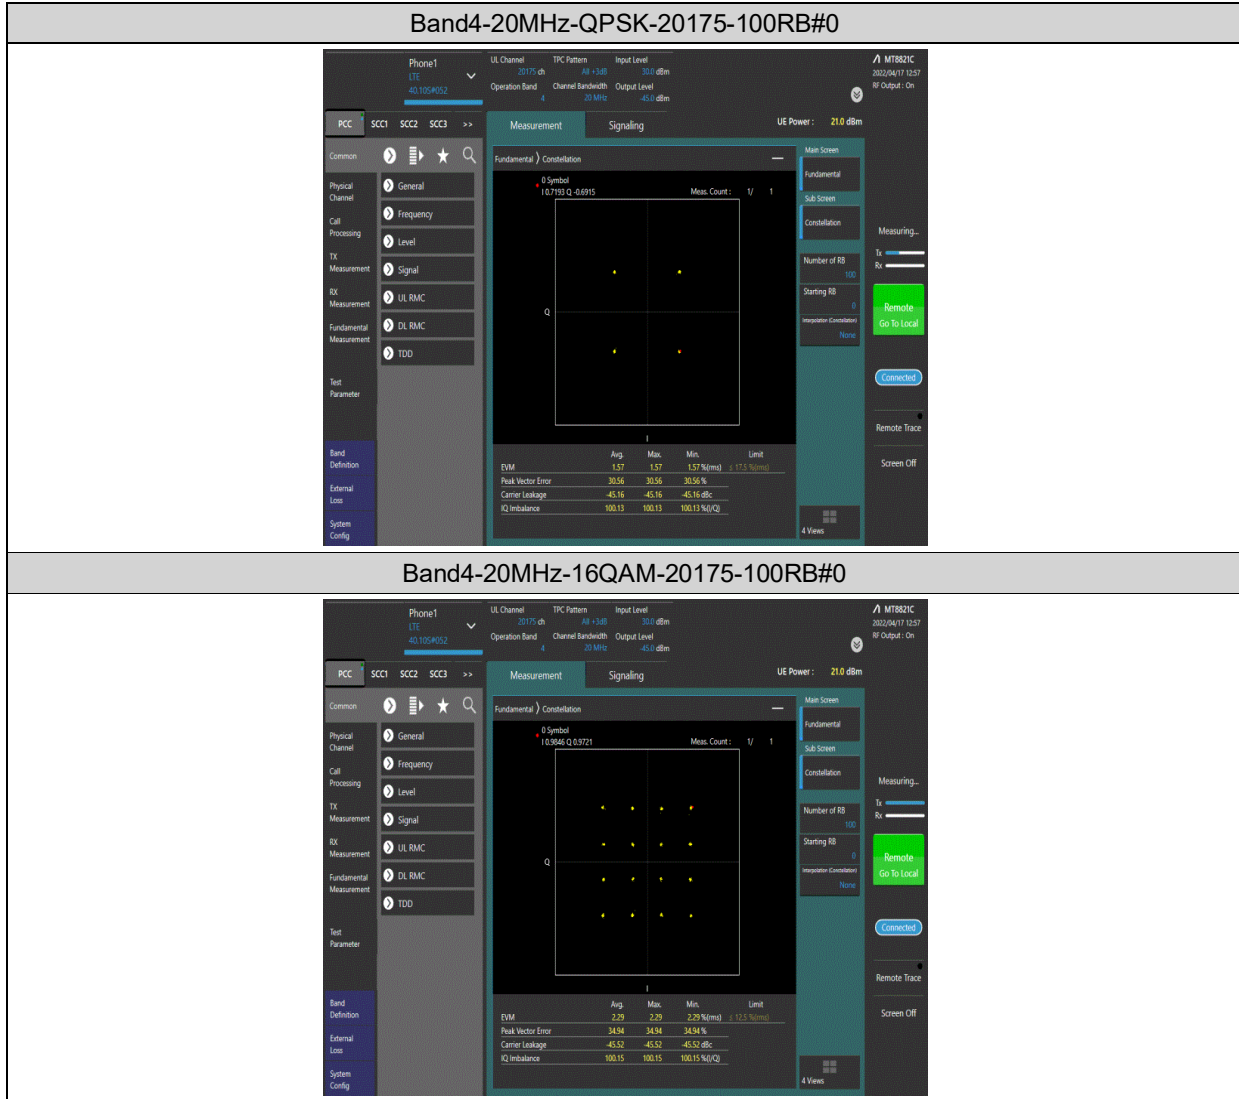 Band4-20MHz-QPSK-20175-100RB#0
Phone1
LTE
40.105#052
UL Channel TPC Pattern Input Level
20175 ch All +3dB 30.0 dBm
Operation Band Channel Bandwidth Output Level
4 20 MHz -45.0 dBm
MT8821C
2022/04/17 12:57
RF Output : On
PCC SCC1 SCC2 SCC3 >>
Measurement Signaling
UE Power : 21.0 dBm
Common
Physical Channel
Call Processing
TX Measurement
RX Measurement
Fundamental Measurement
Test Parameter
Band Definition
External Loss
System Config
General
Frequency
Level
Signal
UL RMC
DL RMC
TDD
Fundamental 〉 Constellation
0 Symbol
I 0.7193 Q -0.6915 Meas. Count : 1/ 1
Q
I
Avg. Max. Min. Limit
EVM 1.57 1.57 1.57 %(rms) ≤ 17.5 %(rms)
Peak Vector Error 30.56 30.56 30.56 %
Carrier Leakage -45.16 -45.16 -45.16 dBc
IQ Imbalance 100.13 100.13 100.13 %(I/Q)
Main Screen
Fundamental
Sub Screen
Constellation
Number of RB
100
Starting RB
0
Interpolation (Constellation)
None
4 Views
Measuring...
Tx
Rx
Remote
Go To Local
Connected
Remote Trace
Screen Off
Band4-20MHz-16QAM-20175-100RB#0
Phone1
LTE
40.105#052
UL Channel TPC Pattern Input Level
20175 ch All +3dB 30.0 dBm
Operation Band Channel Bandwidth Output Level
4 20 MHz -45.0 dBm
MT8821C
2022/04/17 12:57
RF Output : On
PCC SCC1 SCC2 SCC3 >>
Measurement Signaling
UE Power : 21.0 dBm
Common
Physical Channel
Call Processing
TX Measurement
RX Measurement
Fundamental Measurement
Test Parameter
Band Definition
External Loss
System Config
General
Frequency
Level
Signal
UL RMC
DL RMC
TDD
Fundamental 〉 Constellation
0 Symbol
I 0.9846 Q 0.9721 Meas. Count : 1/ 1
Q
I
Avg. Max. Min. Limit
EVM 2.29 2.29 2.29 %(rms) ≤ 12.5 %(rms)
Peak Vector Error 34.94 34.94 34.94 %
Carrier Leakage -45.52 -45.52 -45.52 dBc
IQ Imbalance 100.15 100.15 100.15 %(I/Q)
Main Screen
Fundamental
Sub Screen
Constellation
Number of RB
100
Starting RB
0
Interpolation (Constellation)
None
4 Views
Measuring...
Tx
Rx
Remote
Go To Local
Connected
Remote Trace
Screen Off